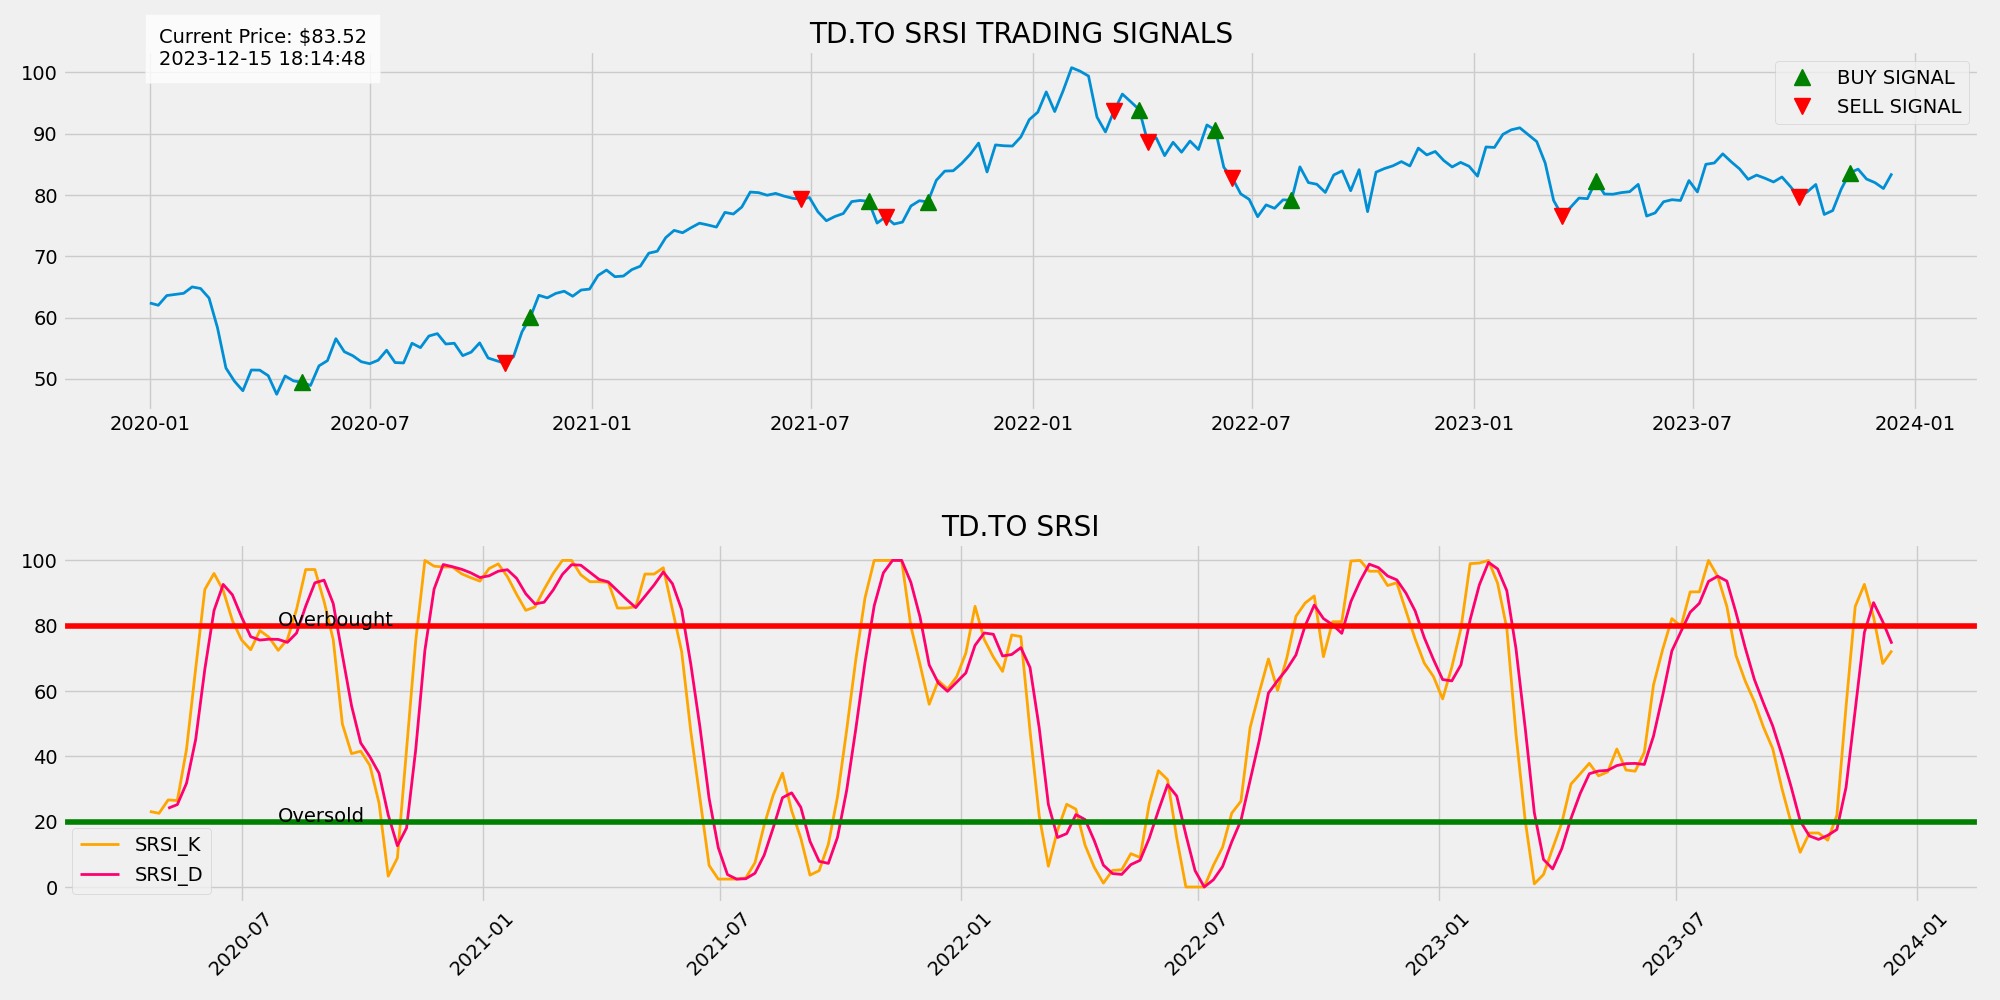 TD.TO SRSI TRADING SIGNALS
Current Price: $83.52
2023-12-15 18:14:48
BUY SIGNAL
SELL SIGNAL
100
90
80
70
60
50
2020-01 2020-07 2021-01 2021-07 2022-01 2022-07 2023-01 2023-07 2024-01
TD.TO SRSI
100
80
60
40
20
0
Overbought
Oversold
SRSI_K
SRSI_D
2020-07 2021-01 2021-07 2022-01 2022-07 2023-01 2023-07 2024-01